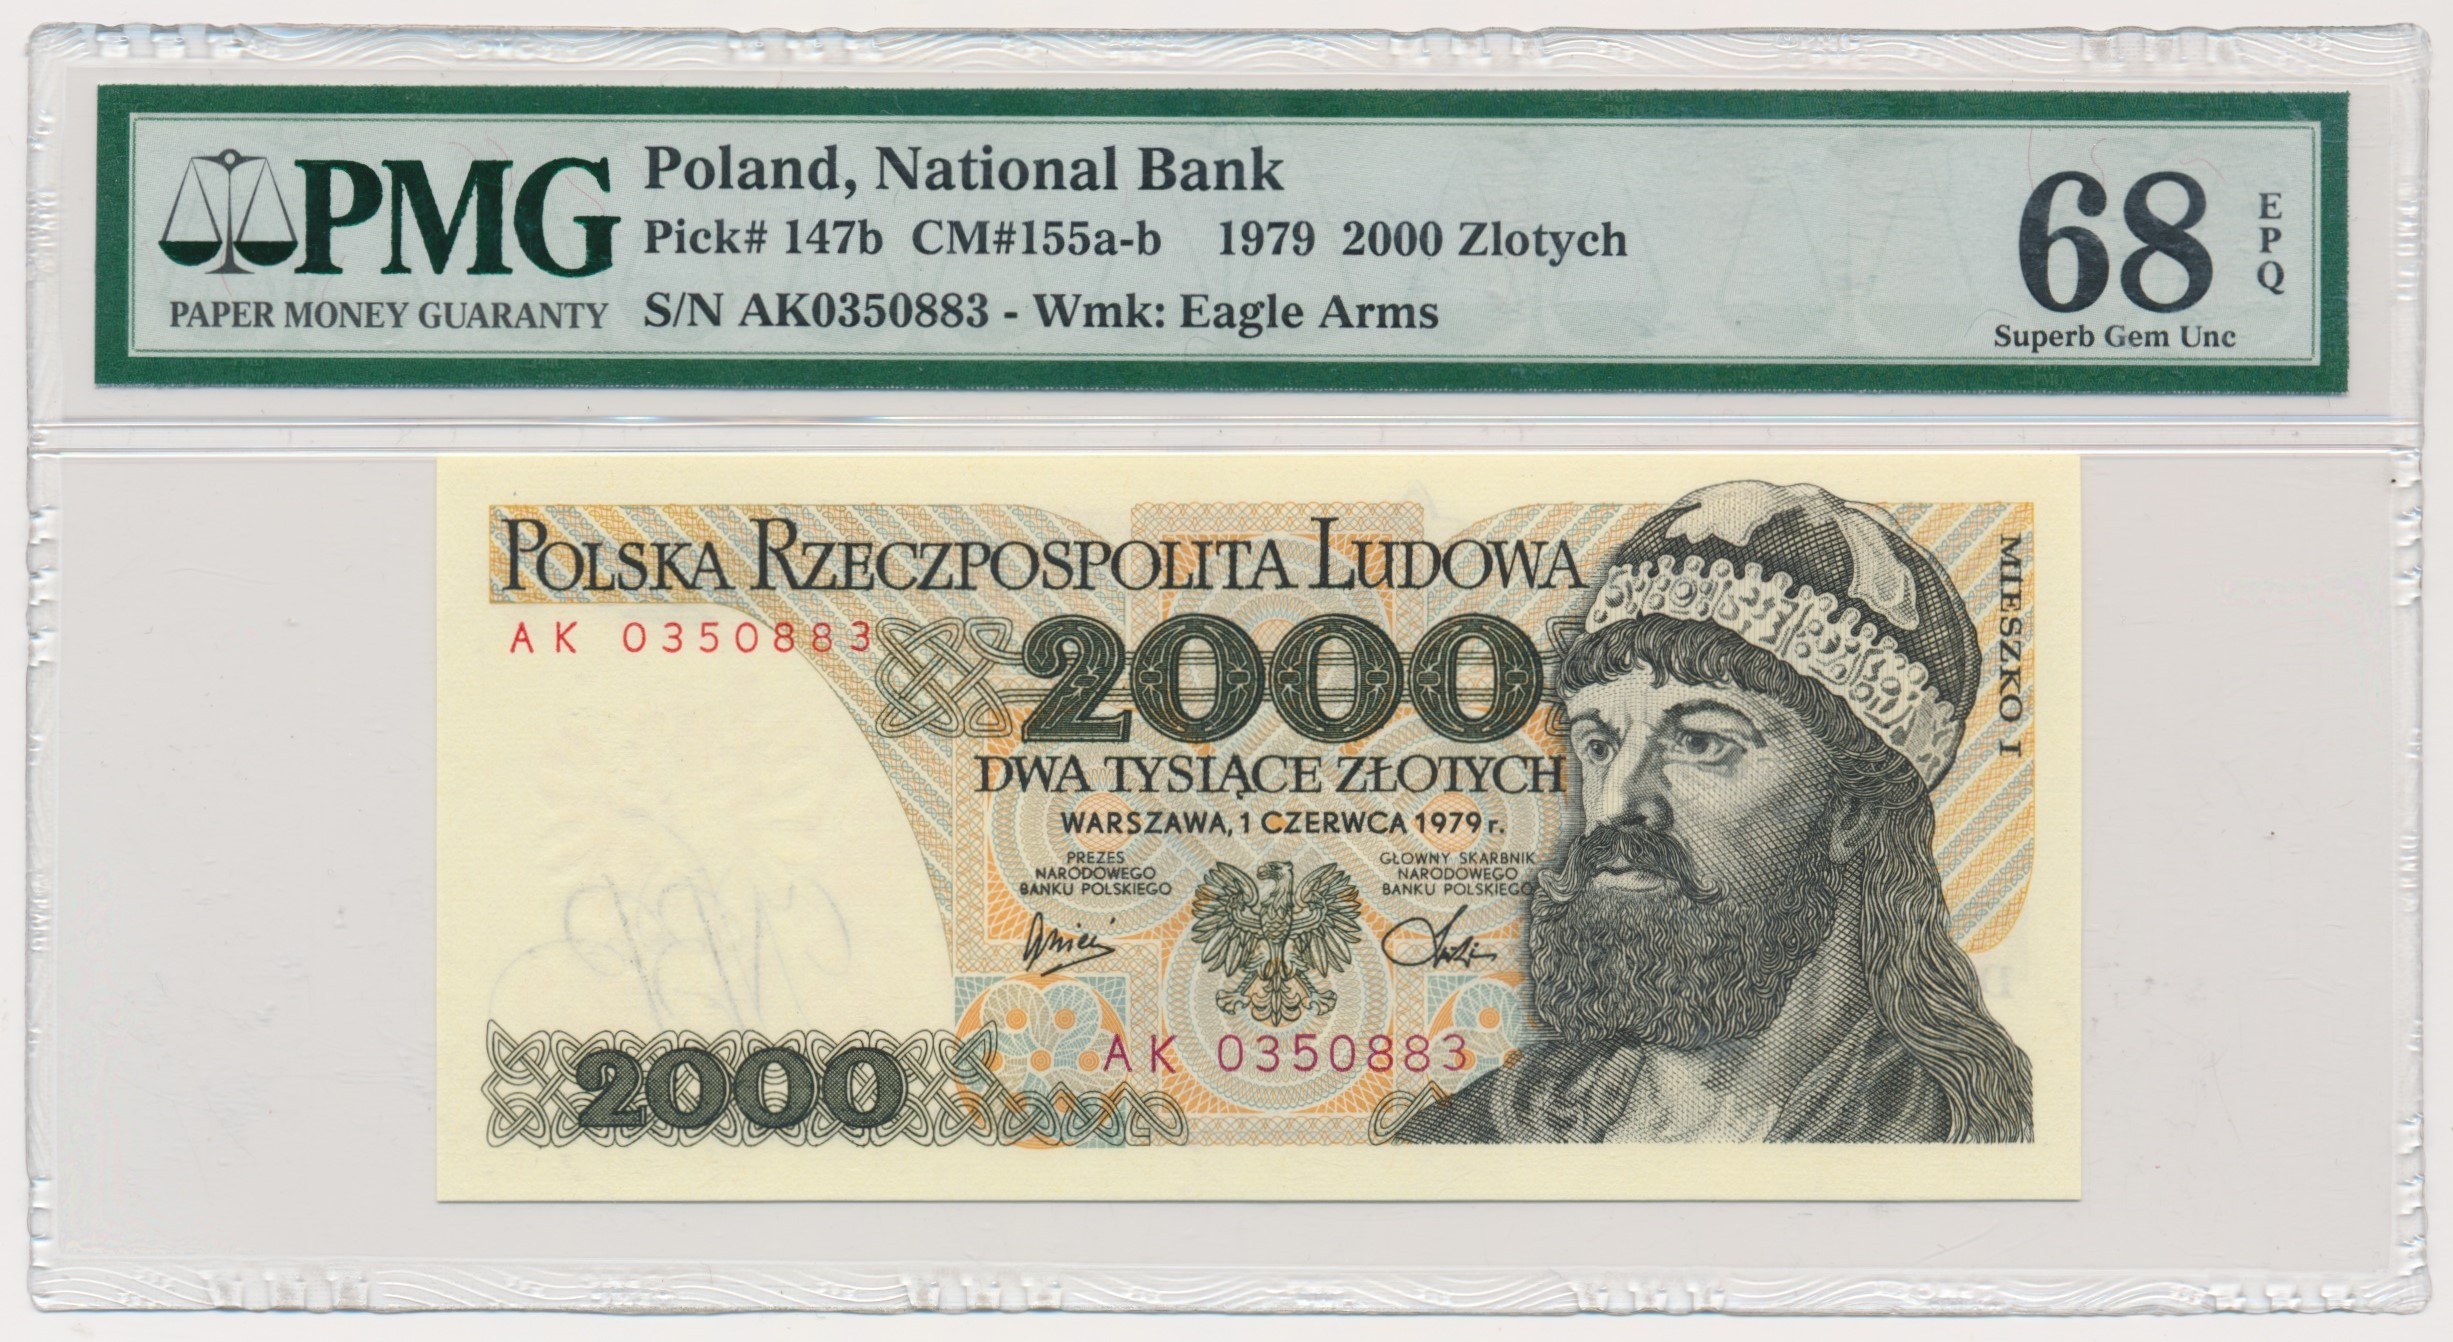 PMG
PAPER MONEY GUARANTY
Poland, National Bank
Pick# 147b CM#155a-b 1979 2000 Zlotych
S/N AK0350883 - Wmk: Eagle Arms
68
EPQ
Superb Gem Unc
POLSKA RZECZPOSPOLITA LUDOWA
AK 0350883
2000
DWA TYSIĄCE ZŁOTYCH
WARSZAWA, 1 CZERWCA 1979 r.
PREZES
NARODOWEGO
BANKU POLSKIEGO
GŁOWNY SKARBNIK
NARODOWEGO
BANKU POLSKIEGO
AK 0350883
2000
MIESZKO I